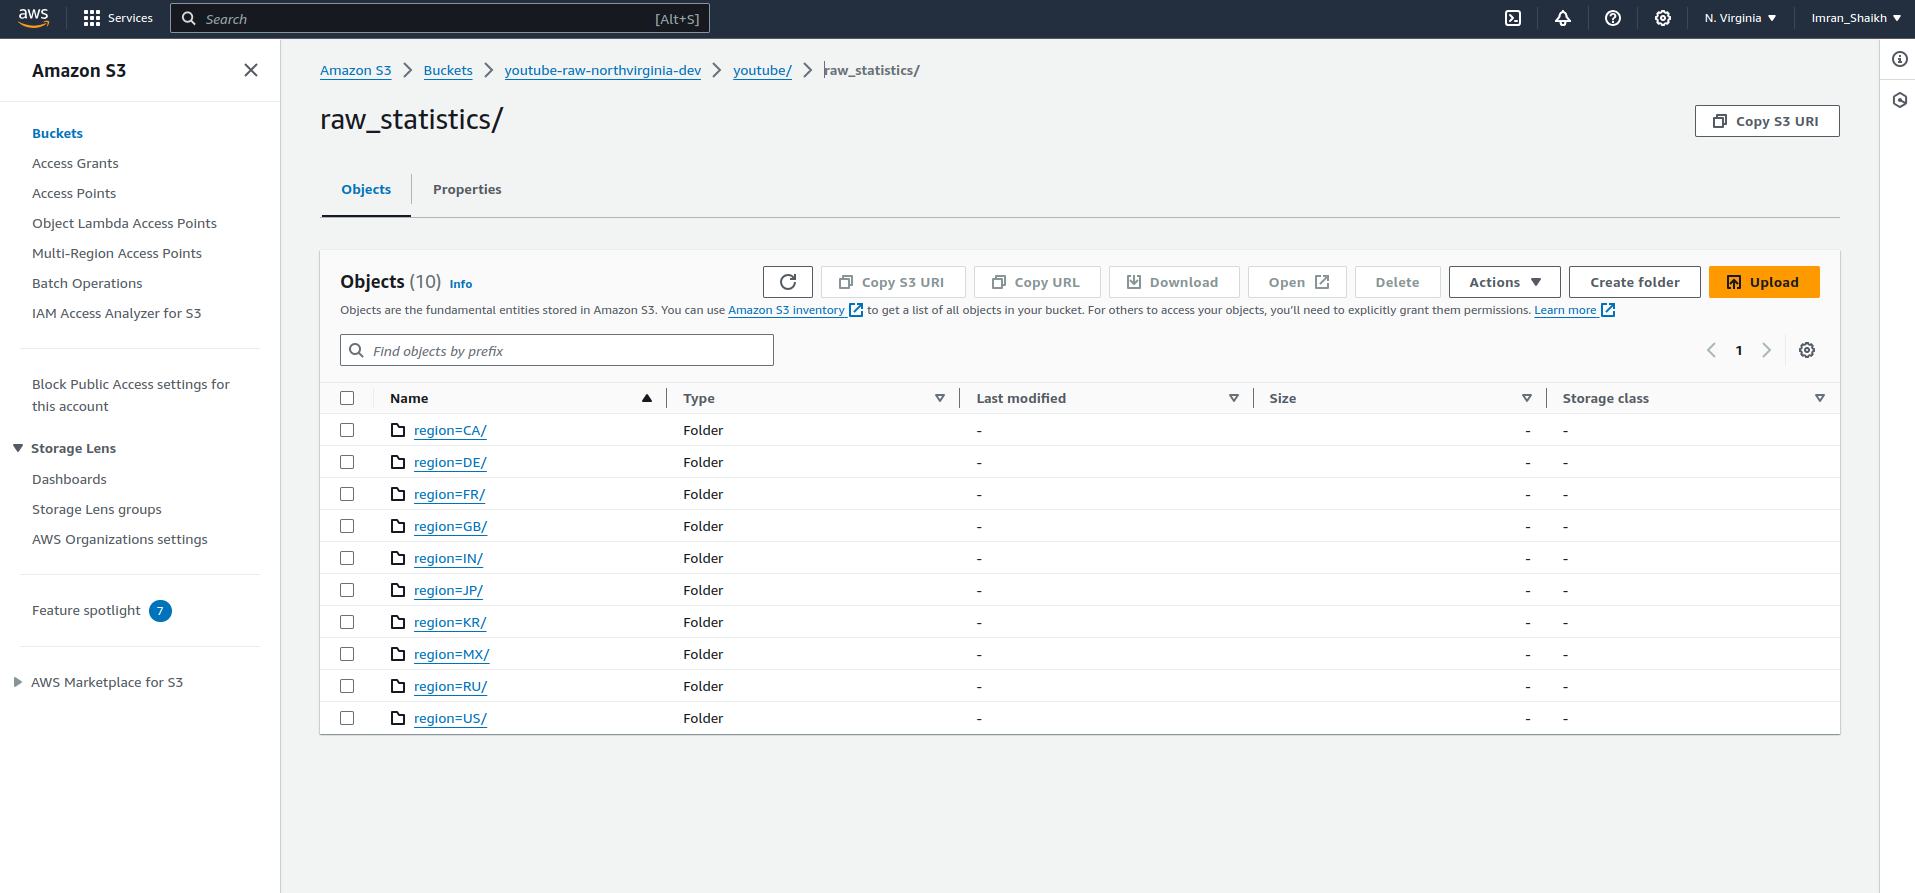 aws Services Search [Alt+S] N. Virginia Imran_Shaikh
Amazon S3
Buckets
Access Grants
Access Points
Object Lambda Access Points
Multi-Region Access Points
Batch Operations
IAM Access Analyzer for S3
Block Public Access settings for
this account
Storage Lens
Dashboards
Storage Lens groups
AWS Organizations settings
Feature spotlight 7
AWS Marketplace for S3
Amazon S3 Buckets youtube-raw-northvirginia-dev youtube/ raw_statistics/
raw_statistics/
Copy S3 URI
Objects Properties
Objects (10) Info Copy S3 URI Copy URL Download Open Delete Actions Create folder Upload
Objects are the fundamental entities stored in Amazon S3. You can use Amazon S3 inventory to get a list of all objects in your bucket. For others to access your objects, you'll need to explicitly grant them permissions. Learn more
Find objects by prefix 1
Name Type Last modified Size Storage class
region=CA/ Folder - - -
region=DE/ Folder - - -
region=FR/ Folder - - -
region=GB/ Folder - - -
region=IN/ Folder - - -
region=JP/ Folder - - -
region=KR/ Folder - - -
region=MX/ Folder - - -
region=RU/ Folder - - -
region=US/ Folder - - -